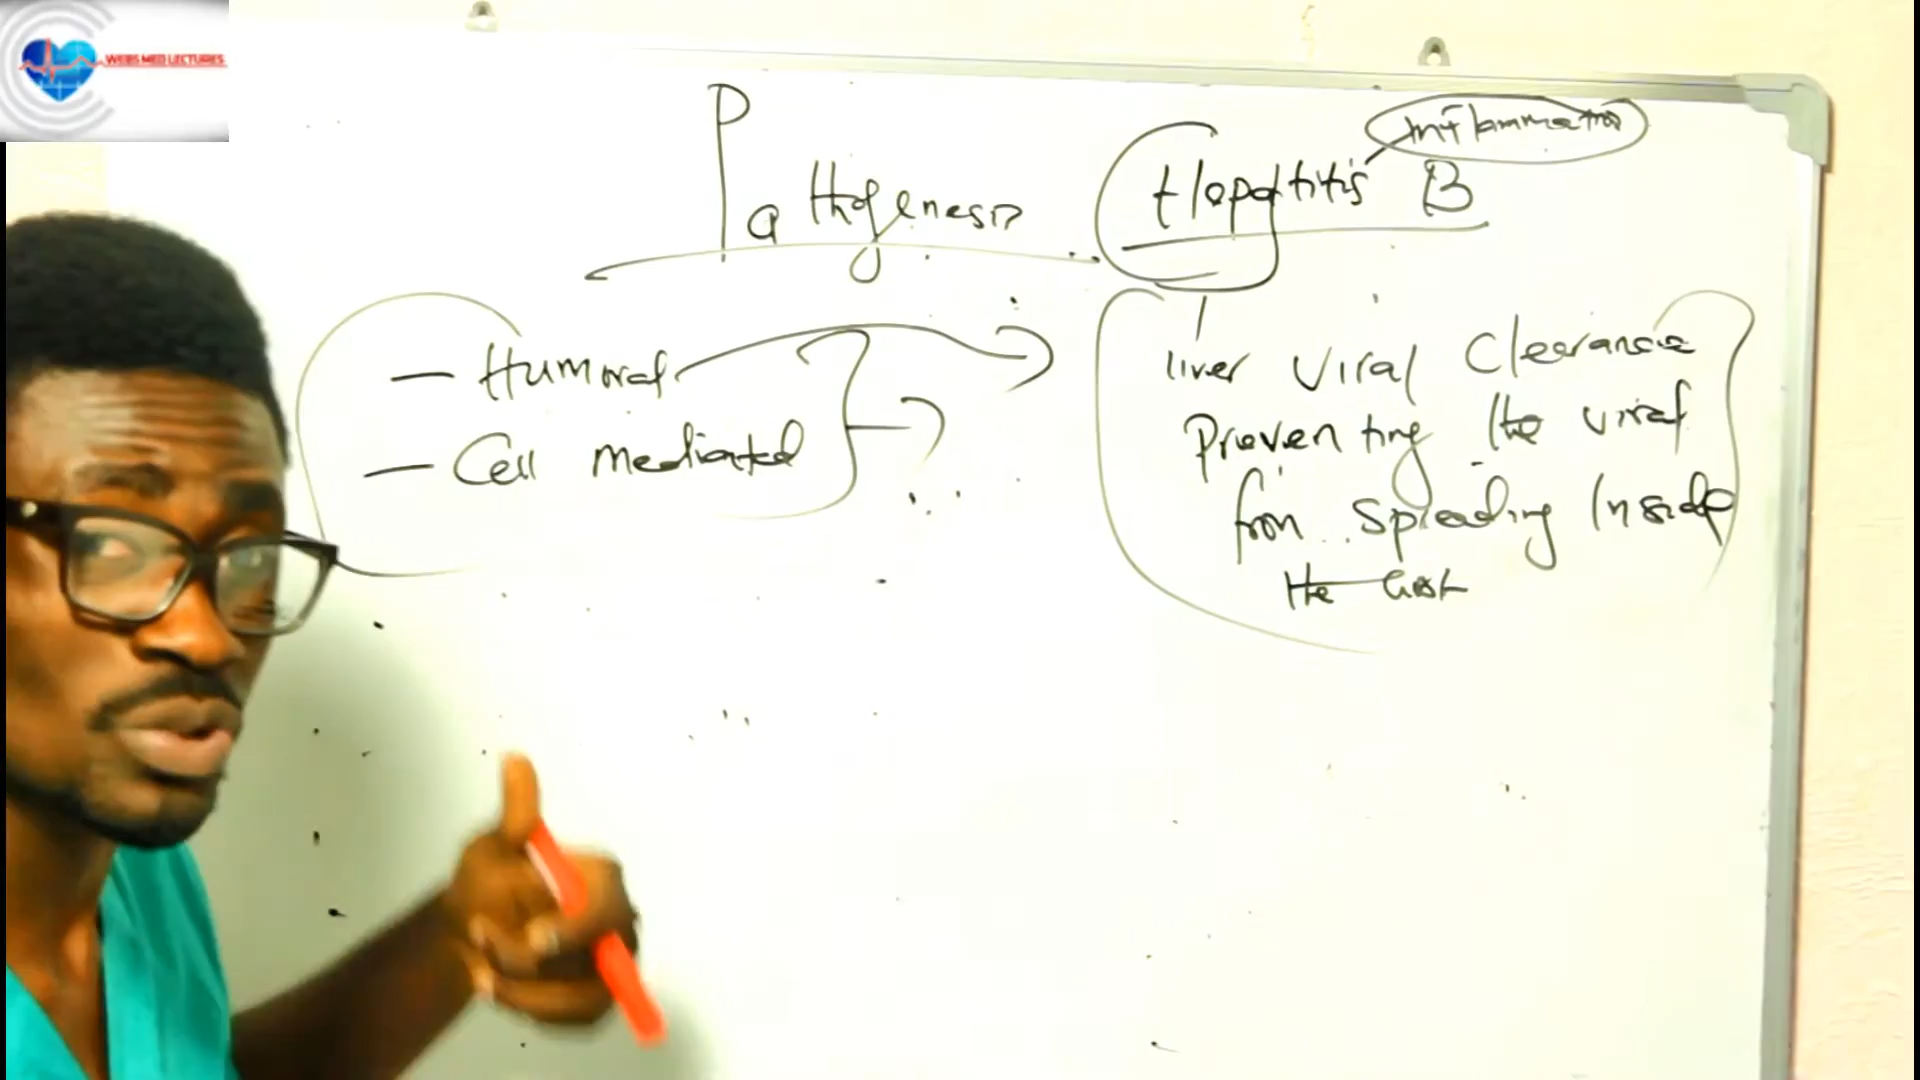 WEBS MED LECTURES
Inflammation
Pathogenesis Hepatitis B
– Humoral
– Cell mediated
liver Viral Clearance
Preventing the viral
from spreading Inside
the host